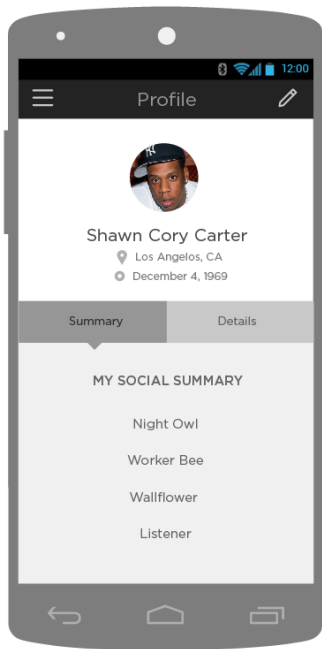 12:00
Profile
Shawn Cory Carter
Los Angelos, CA
December 4, 1969
Summary
Details
MY SOCIAL SUMMARY
Night Owl
Worker Bee
Wallflower
Listener